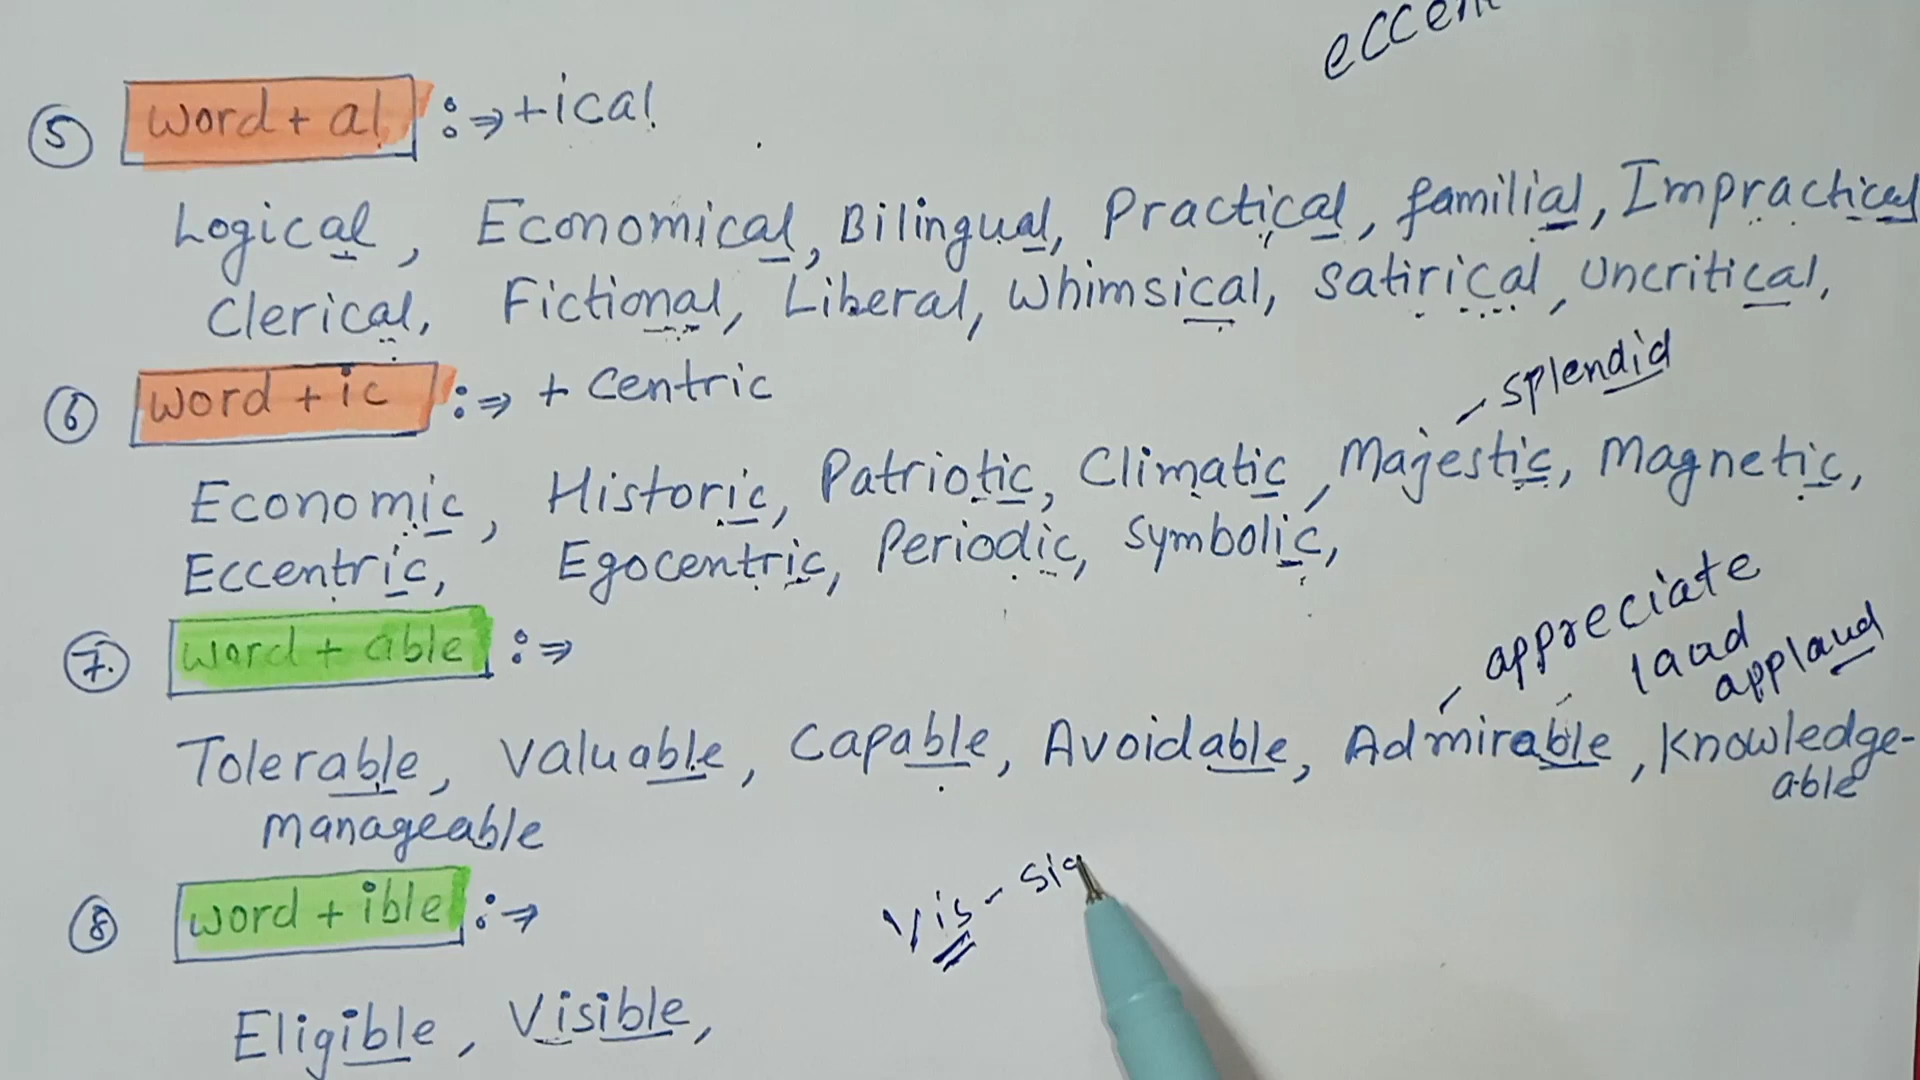 eccen
5 word + al :⇒ +ical
Logical, Economical, Bilingual, Practical, familial, Impractical
Clerical, Fictional, Liberal, Whimsical, Satirical, Uncritical,
- splendid
6 word + ic :⇒ + Centric
Economic, Historic, Patriotic, Climatic, Majestic, Magnetic,
Eccentric, Egocentric, Periodic, Symbolic,
- appreciate
laud
applaud
7. word + able :⇒
Tolerable, Valuable, Capable, Avoidable, Admirable, Knowledge-
able
manageable
8 word + ible :⇒
Vis - sig
Eligible, Visible,